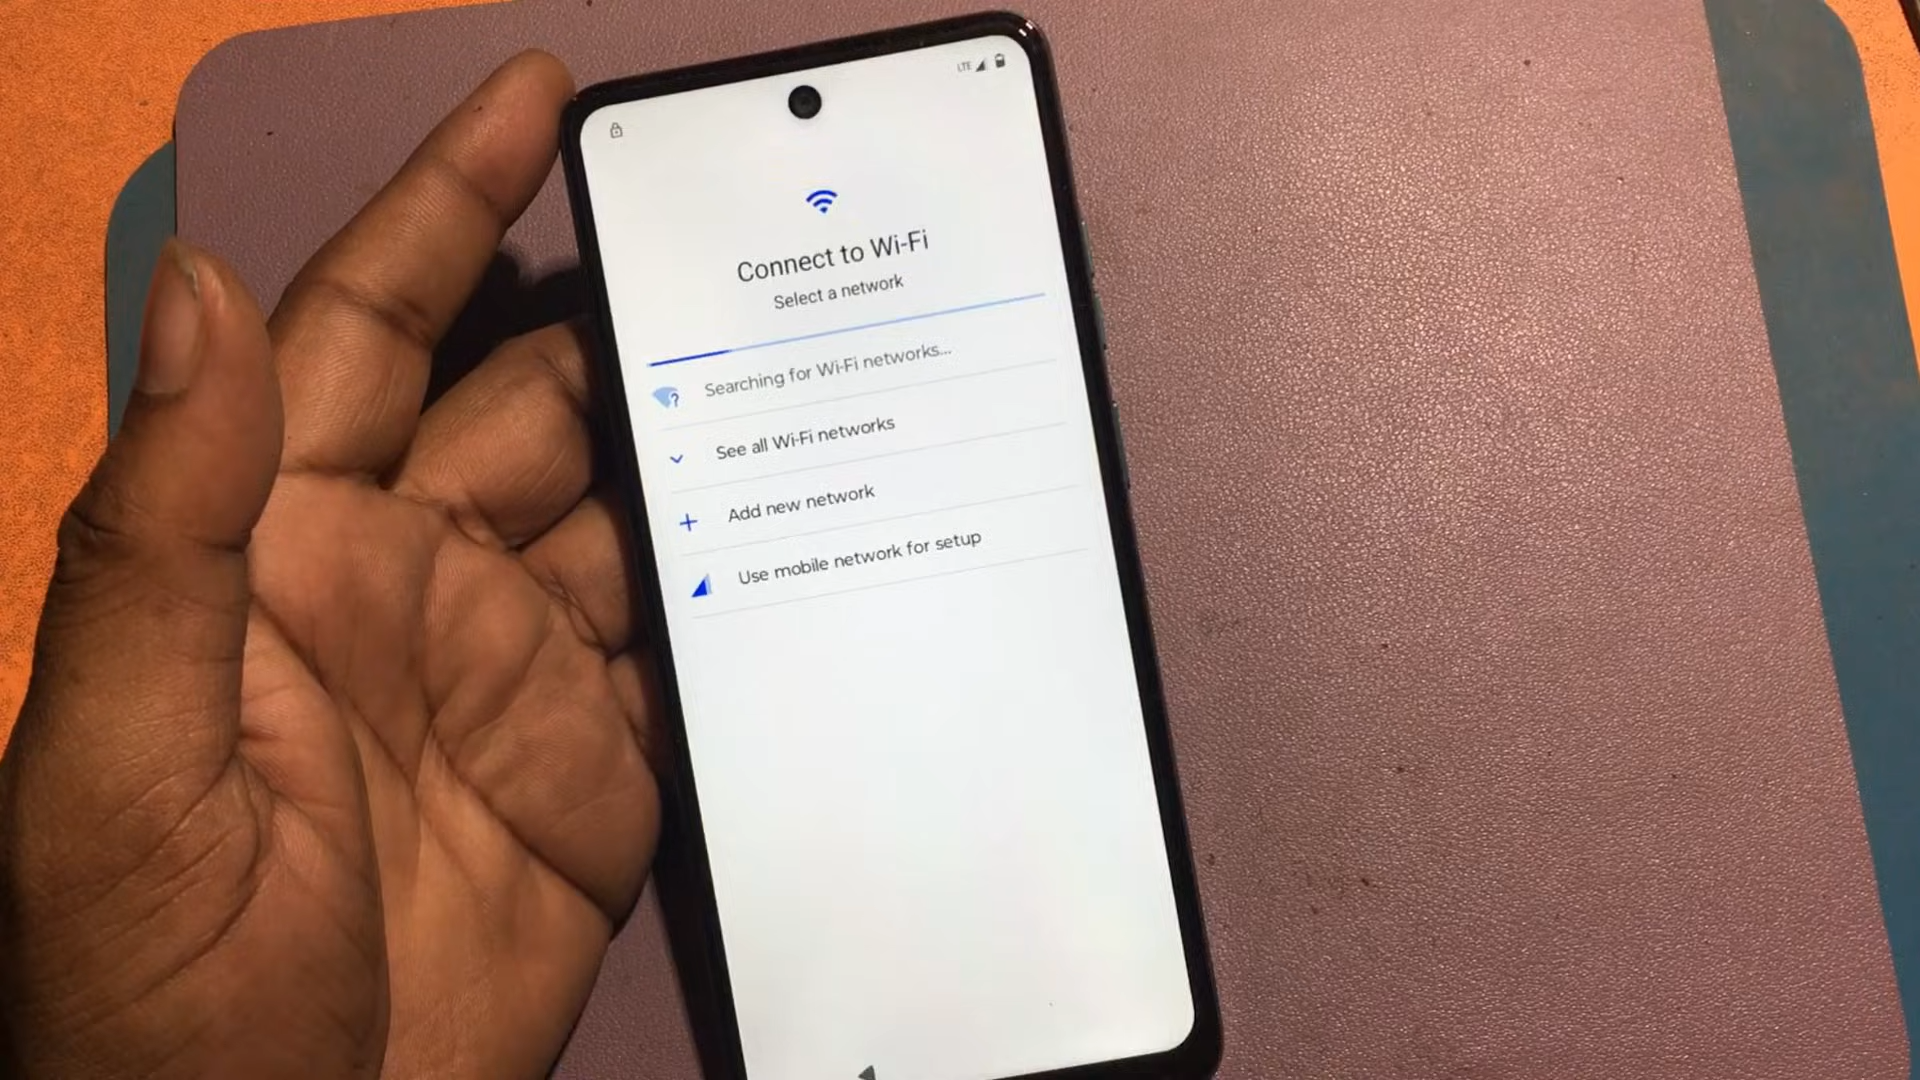 LTE
Connect to Wi-Fi
Select a network
Searching for Wi-Fi networks...
See all Wi-Fi networks
Add new network
Use mobile network for setup